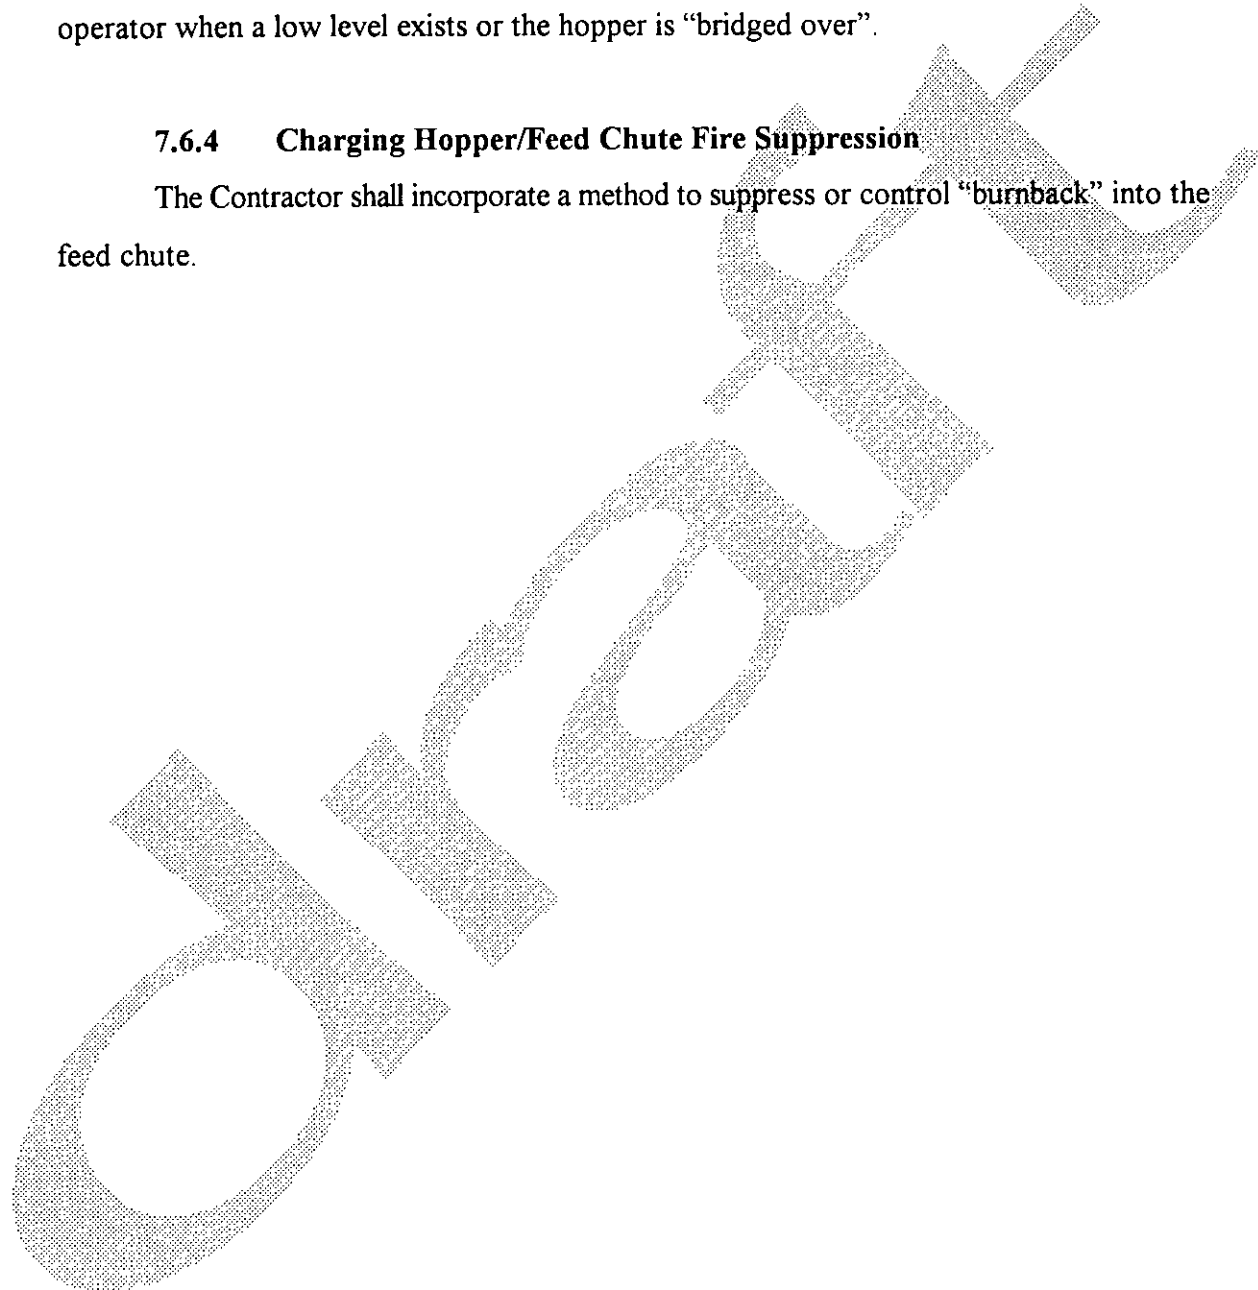 operator when a low level exists or the hopper is “bridged over”.
7.6.4 Charging Hopper/Feed Chute Fire Suppression
The Contractor shall incorporate a method to suppress or control “burnback” into the
feed chute.
draft